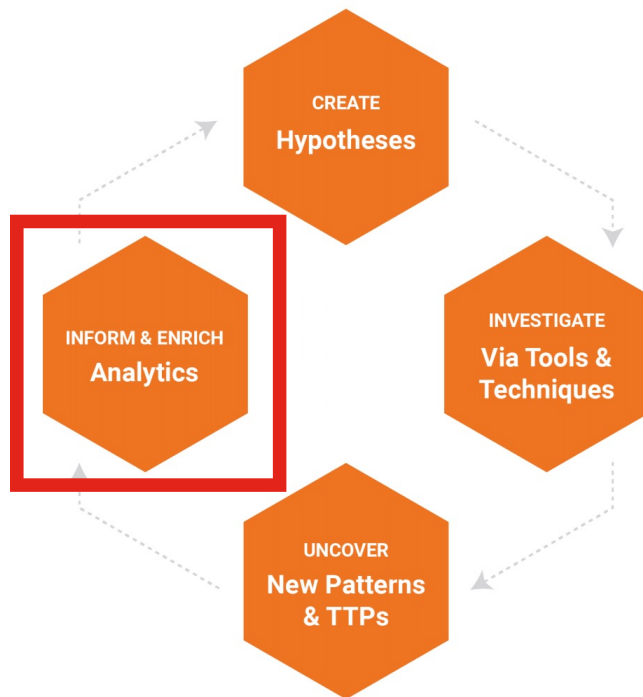 CREATE
Hypotheses
INFORM & ENRICH
Analytics
INVESTIGATE
Via Tools &
Techniques
UNCOVER
New Patterns
& TTPs